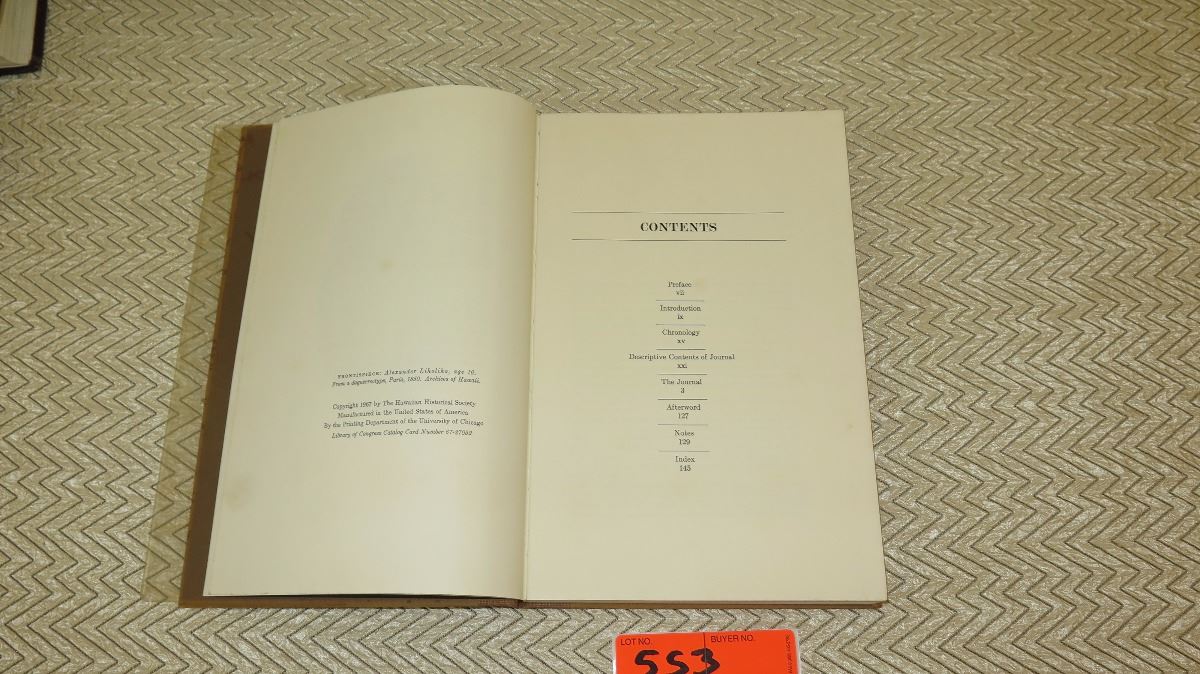 FRONTISPIECE: Alexander Liholiho, age 16.
From a daguerreotype, Paris, 1850. Archives of Hawaii.
Copyright 1967 by The Hawaiian Historical Society
Manufactured in the United States of America
By the Printing Department of the University of Chicago
Library of Congress Catalog Card Number 67-27052
CONTENTS
Preface
vii
Introduction
ix
Chronology
xv
Descriptive Contents of Journal
xxi
The Journal
3
Afterword
127
Notes
129
Index
145
LOT NO.
BUYER NO.
553